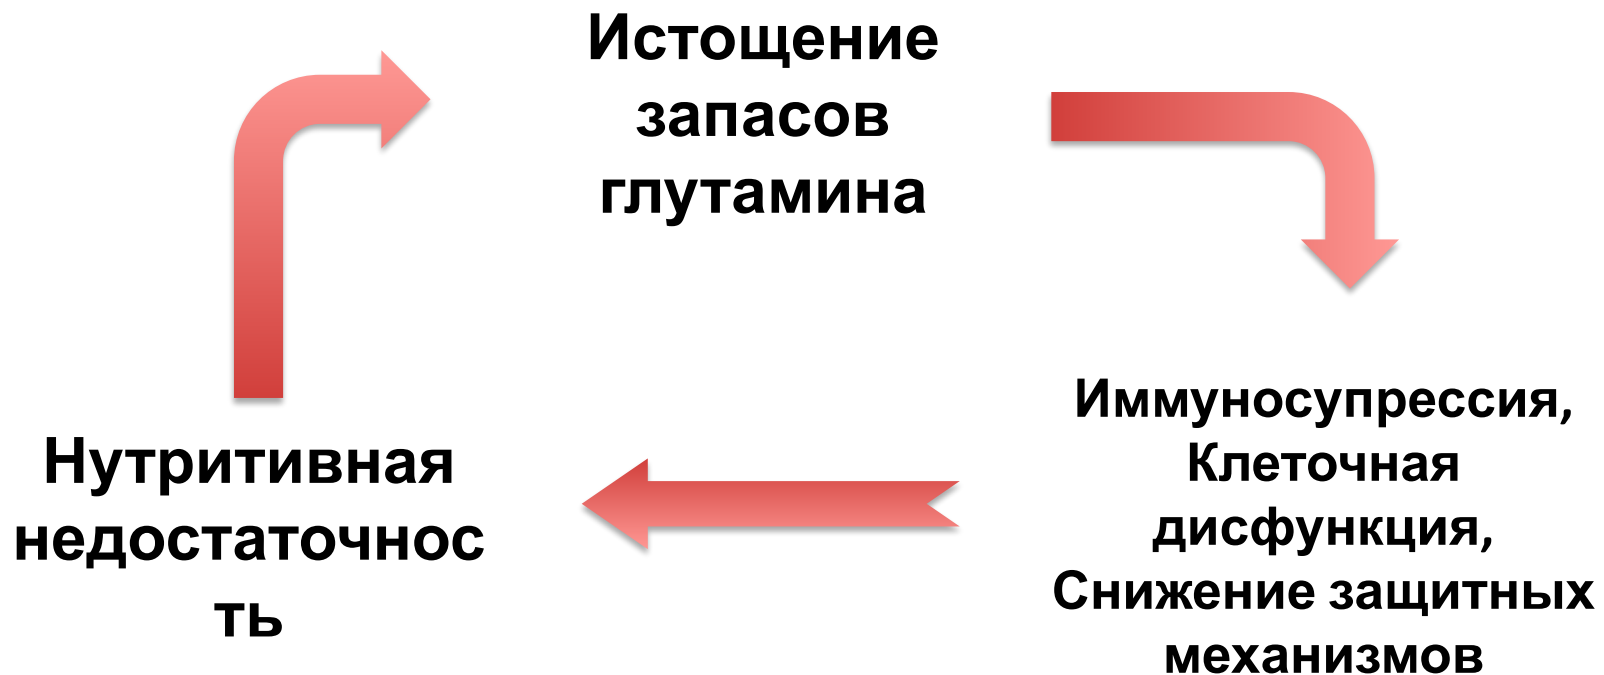 Истощение
запасов
глутамина
Иммуносупрессия,
Клеточная
дисфункция,
Снижение защитных
механизмов
Нутритивная
недостаточнос
ть